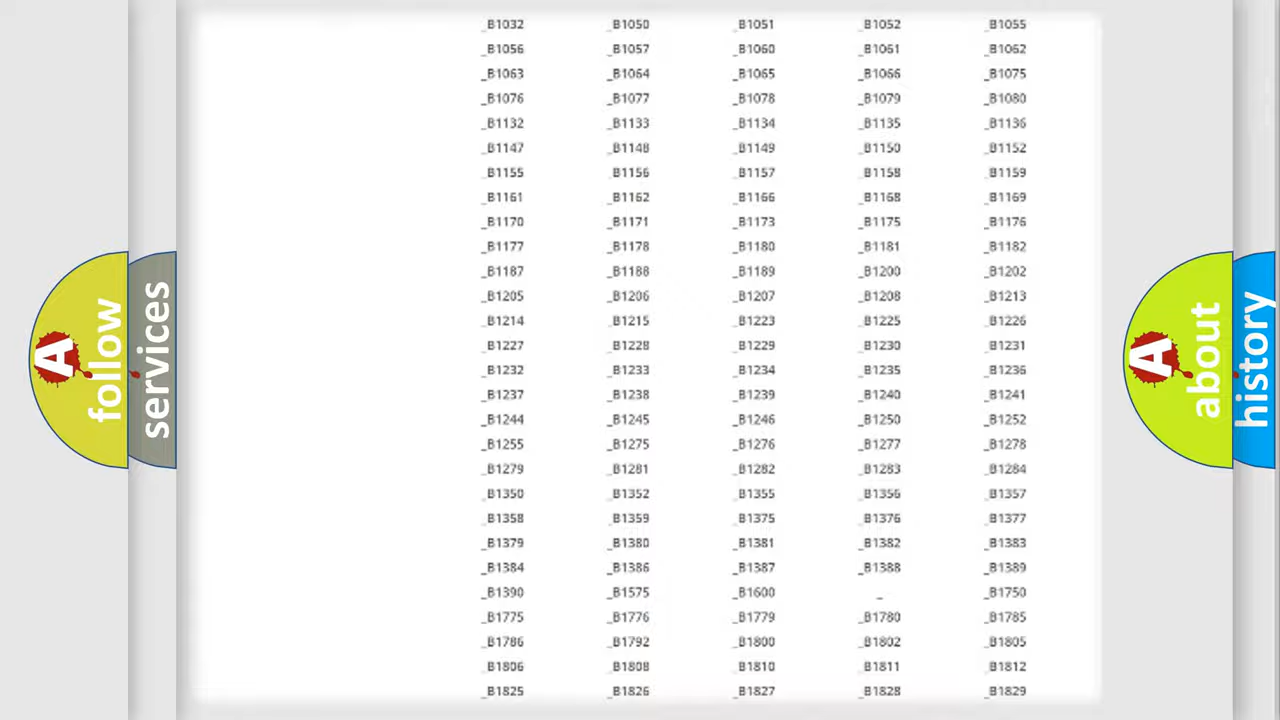 _B1032 _B1050 _B1051 _B1052 _B1055
_B1056 _B1057 _B1060 _B1061 _B1062
_B1063 _B1064 _B1065 _B1066 _B1075
_B1076 _B1077 _B1078 _B1079 _B1080
_B1132 _B1133 _B1134 _B1135 _B1136
_B1147 _B1148 _B1149 _B1150 _B1152
_B1155 _B1156 _B1157 _B1158 _B1159
_B1161 _B1162 _B1166 _B1168 _B1169
_B1170 _B1171 _B1173 _B1175 _B1176
_B1177 _B1178 _B1180 _B1181 _B1182
_B1187 _B1188 _B1189 _B1200 _B1202
_B1205 _B1206 _B1207 _B1208 _B1213
_B1214 _B1215 _B1223 _B1225 _B1226
_B1227 _B1228 _B1229 _B1230 _B1231
_B1232 _B1233 _B1234 _B1235 _B1236
_B1237 _B1238 _B1239 _B1240 _B1241
_B1244 _B1245 _B1246 _B1250 _B1252
_B1255 _B1275 _B1276 _B1277 _B1278
_B1279 _B1281 _B1282 _B1283 _B1284
_B1350 _B1352 _B1355 _B1356 _B1357
_B1358 _B1359 _B1375 _B1376 _B1377
_B1379 _B1380 _B1381 _B1382 _B1383
_B1384 _B1386 _B1387 _B1388 _B1389
_B1390 _B1575 _B1600 _ _B1750
_B1775 _B1776 _B1779 _B1780 _B1785
_B1786 _B1792 _B1800 _B1802 _B1805
_B1806 _B1808 _B1810 _B1811 _B1812
_B1825 _B1826 _B1827 _B1828 _B1829
A
follow
services
A
about
history